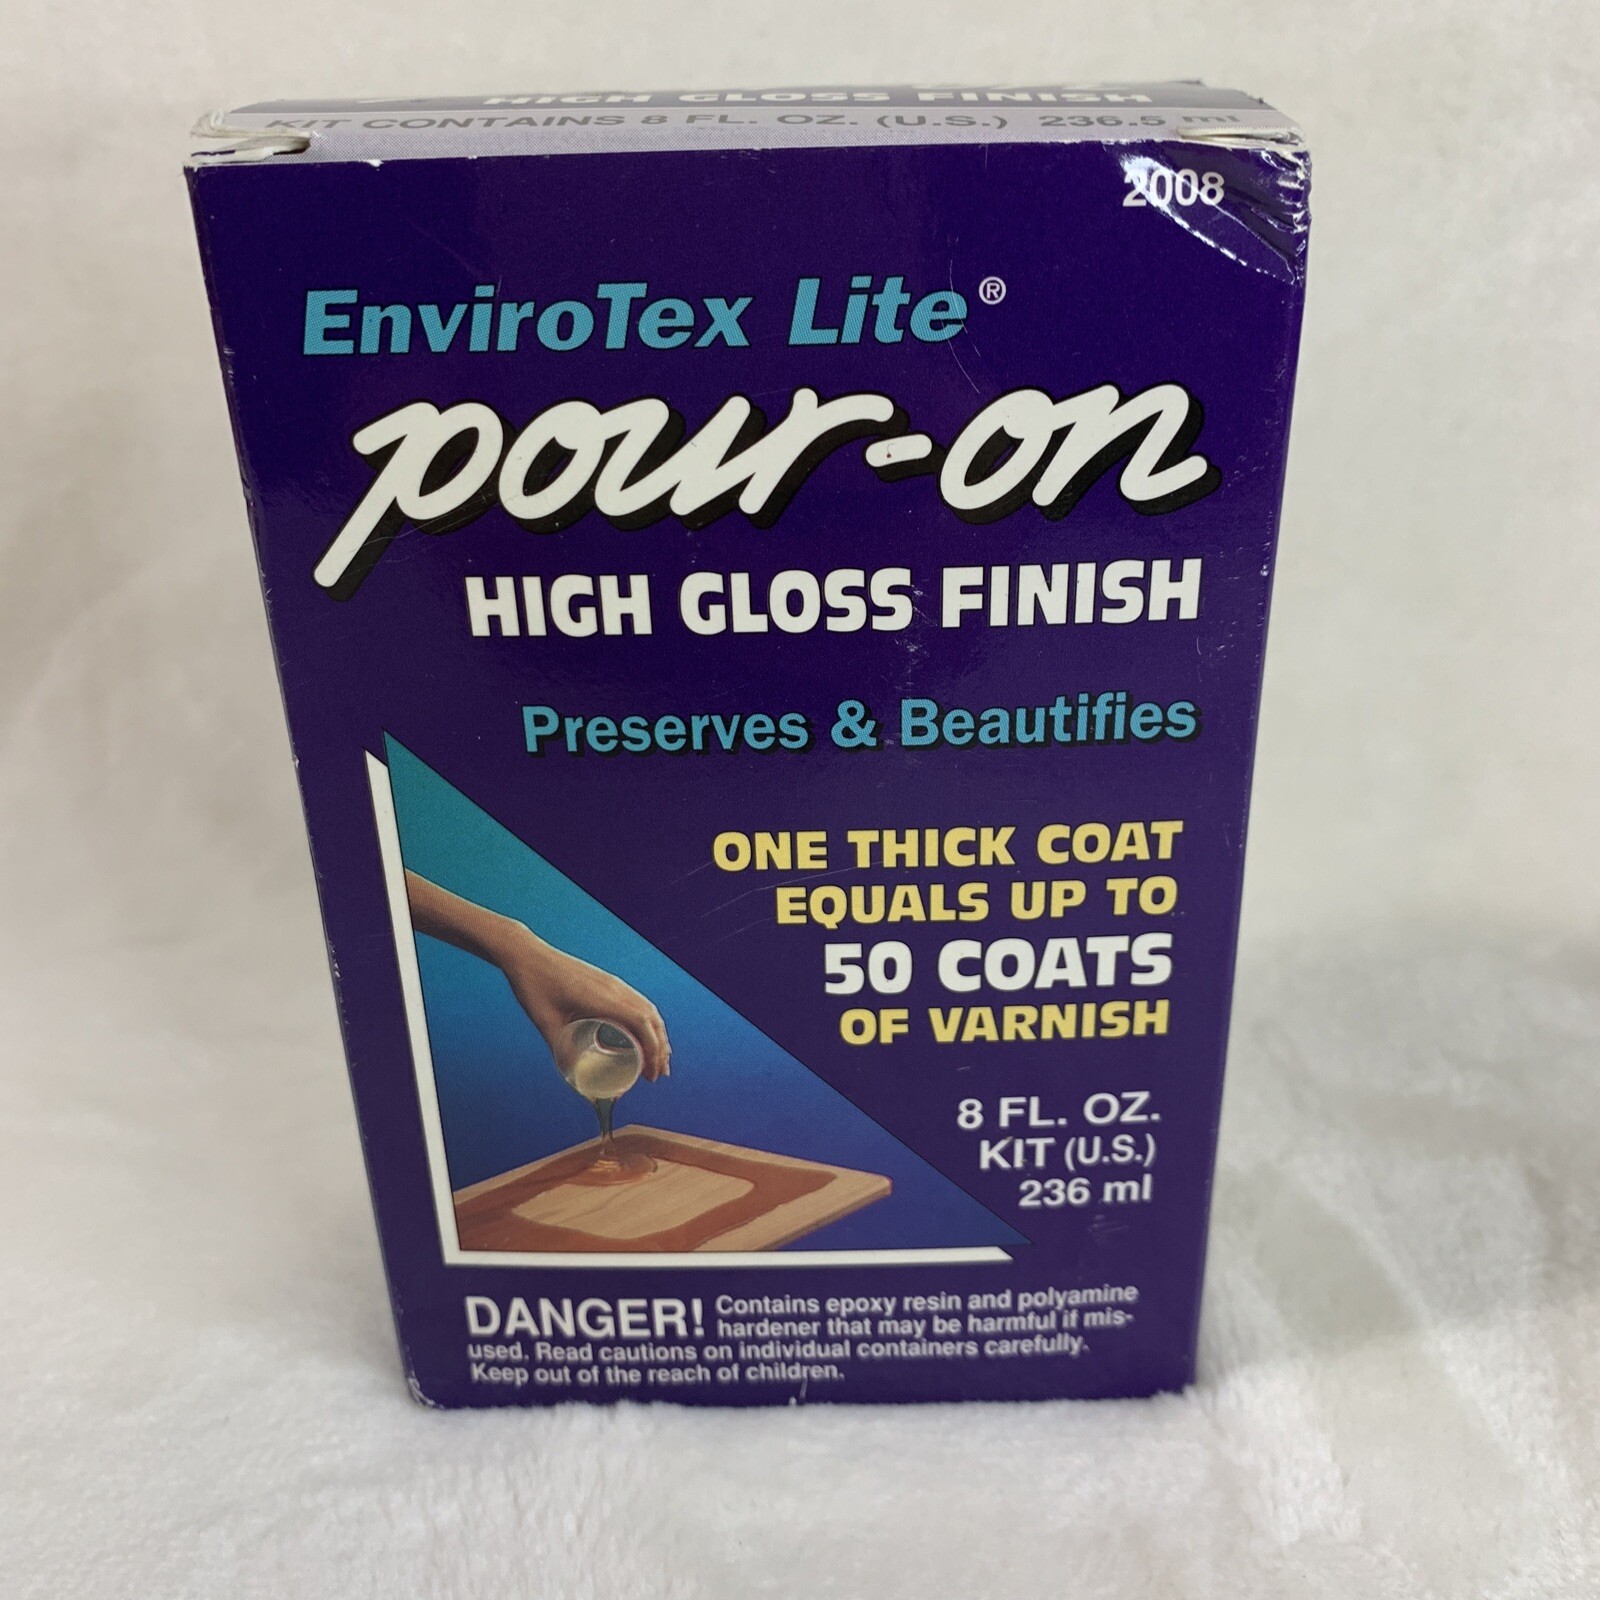 HIGH GLOSS FINISH
KIT CONTAINS 8 FL. OZ. (U.S.) 236.5 ml
2008
EnviroTex Lite®
pour-on
HIGH GLOSS FINISH
Preserves & Beautifies
ONE THICK COAT
EQUALS UP TO
50 COATS
OF VARNISH
8 FL. OZ.
KIT (U.S.)
236 ml
DANGER! Contains epoxy resin and polyamine
hardener that may be harmful if mis-
used. Read cautions on individual containers carefully.
Keep out of the reach of children.